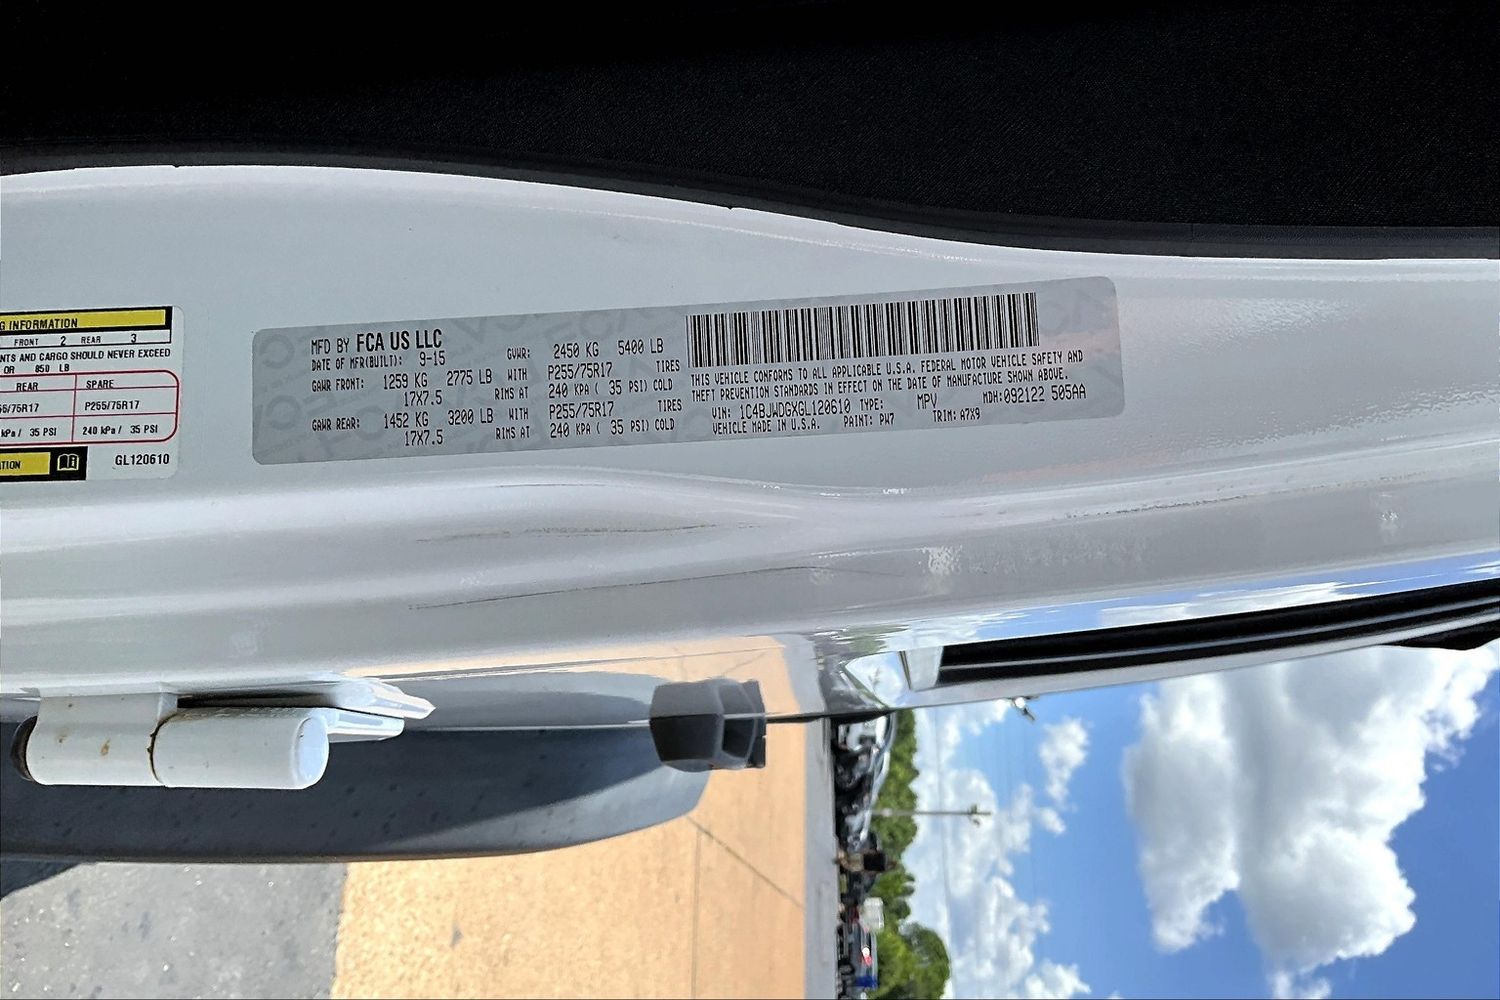 G INFORMATION
FRONT 2 REAR 3
NTS AND CARGO SHOULD NEVER EXCEED
OR 850 LB
REAR SPARE
55/75R17 P255/75R17
kPa / 35 PSI 240 kPa / 35 PSI
TION
GL120610
MFD BY FCA US LLC
DATE OF MFR(BUILT): 9-15 GVWR: 2450 KG 5400 LB
GAWR FRONT: 1259 KG 2775 LB WITH P255/75R17 TIRES
17X7.5 RIMS AT 240 KPA ( 35 PSI) COLD
GAWR REAR: 1452 KG 3200 LB WITH P255/75R17 TIRES
17X7.5 RIMS AT 240 KPA ( 35 PSI) COLD
THIS VEHICLE CONFORMS TO ALL APPLICABLE U.S.A. FEDERAL MOTOR VEHICLE SAFETY AND
THEFT PREVENTION STANDARDS IN EFFECT ON THE DATE OF MANUFACTURE SHOWN ABOVE.
VIN: 1C4BJWDGXGL120610 TYPE: MPV MDH:092122 505AA
VEHICLE MADE IN U.S.A. PAINT: PW7 TRIM: A7X9